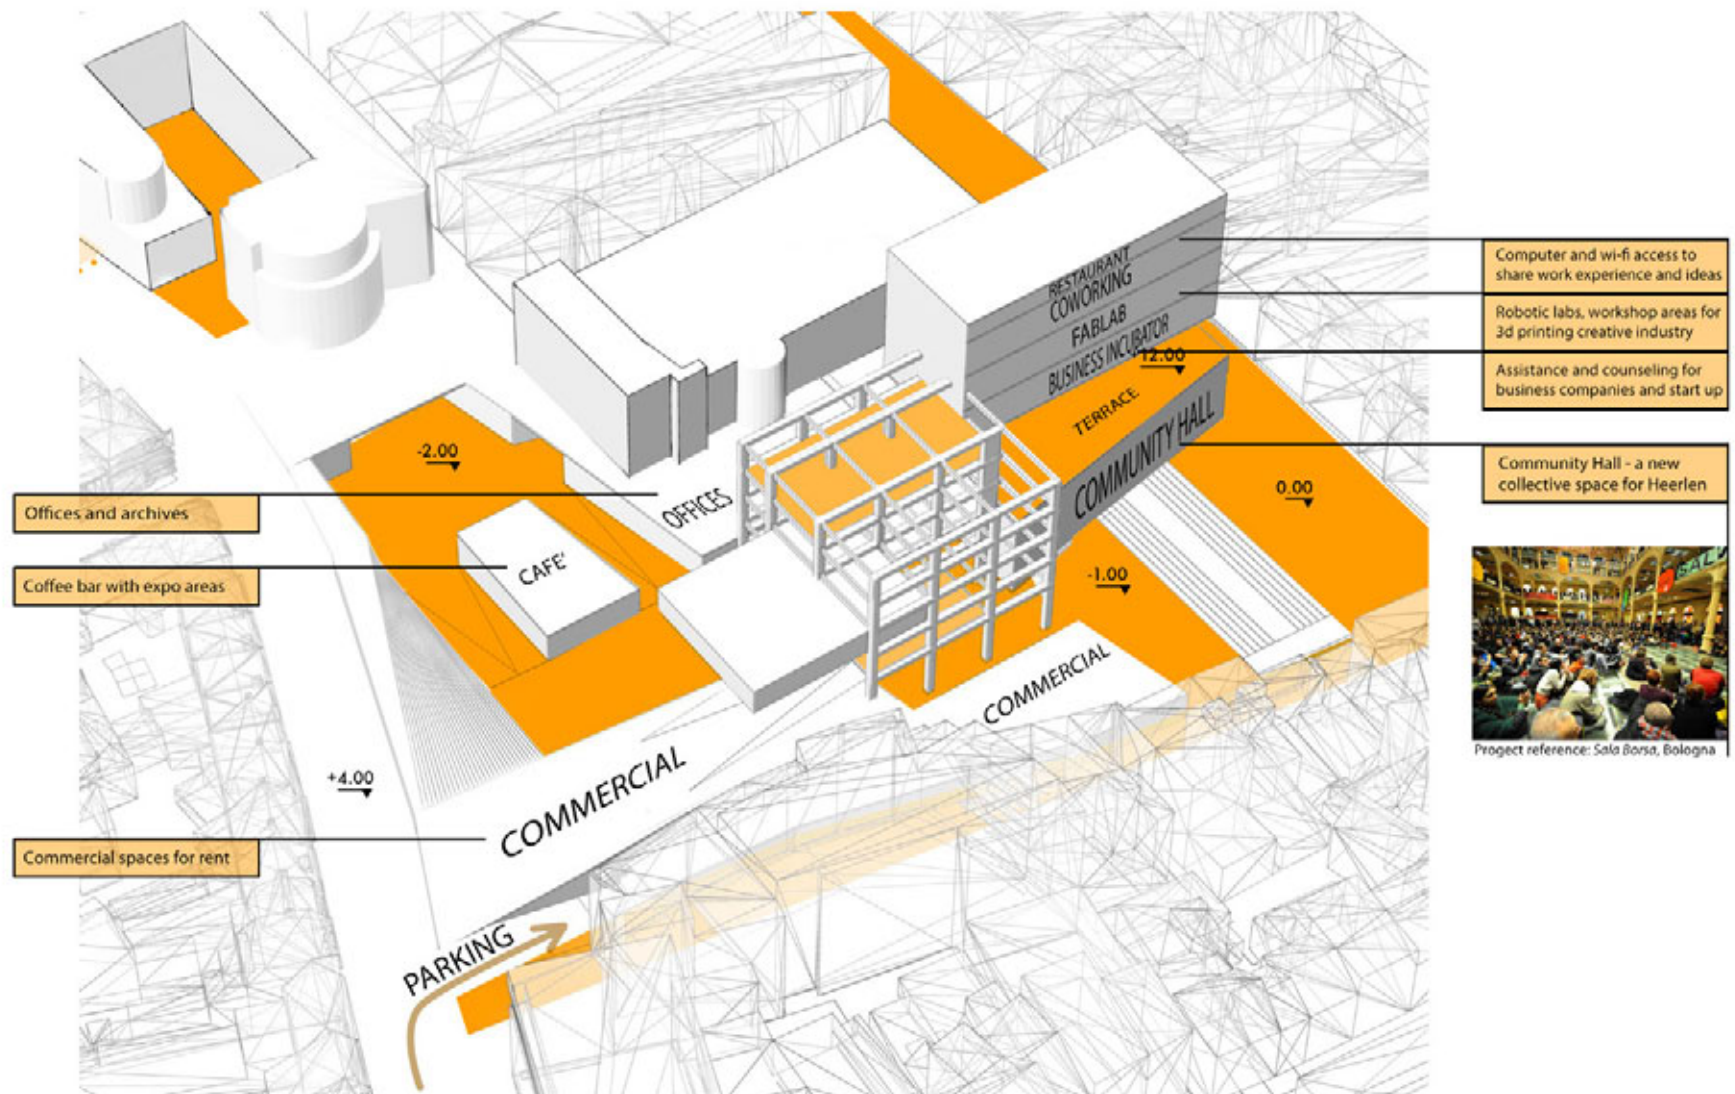 RESTAURANT
COWORKING
FABLAB
BUSINESS INCUBATOR
12.00
TERRACE
COMMUNITY HALL
0.00
-1.00
-2.00
OFFICES
CAFE'
COMMERCIAL
COMMERCIAL
+4.00
PARKING
Offices and archives
Coffee bar with expo areas
Commercial spaces for rent
Computer and wi-fi access to
share work experience and ideas
Robotic labs, workshop areas for
3d printing creative industry
Assistance and counseling for
business companies and start up
Community Hall - a new
collective space for Heerlen
Progect reference: Sala Borsa, Bologna